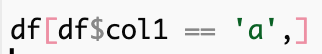 df[df$col1 == 'a',]